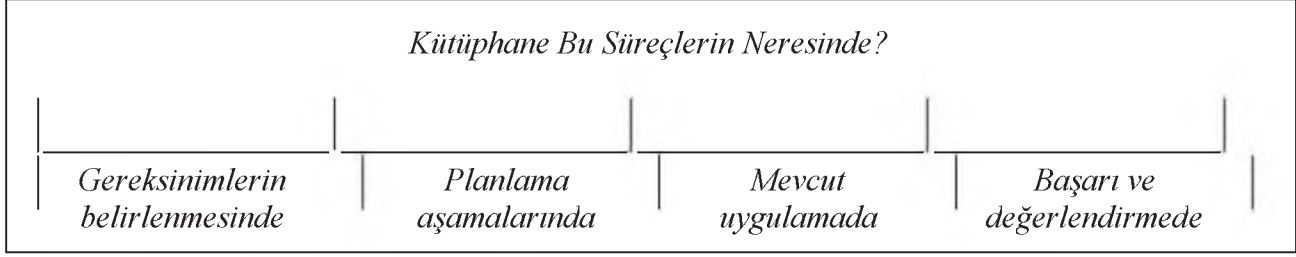 Kütüphane Bu Süreçlerin Neresinde?
Gereksinimlerin belirlenmesinde
Planlama aşamalarında
Mevcut uygulamada
Başarı ve değerlendirmede